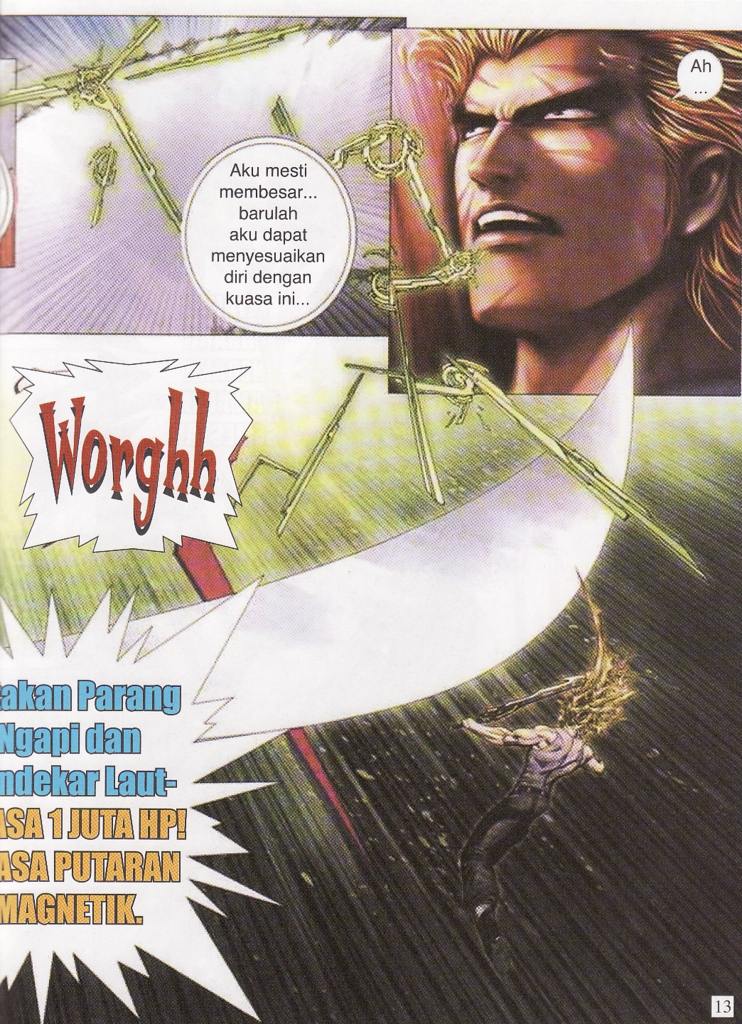 Ah
...
Aku mesti
membesar...
barulah
aku dapat
menyesuaikan
diri dengan
kuasa ini...
Worghh
akan Parang
Ngapi dan
ndekar Laut-
ASA 1 JUTA HP!
ASA PUTARAN
MAGNETIK.
13